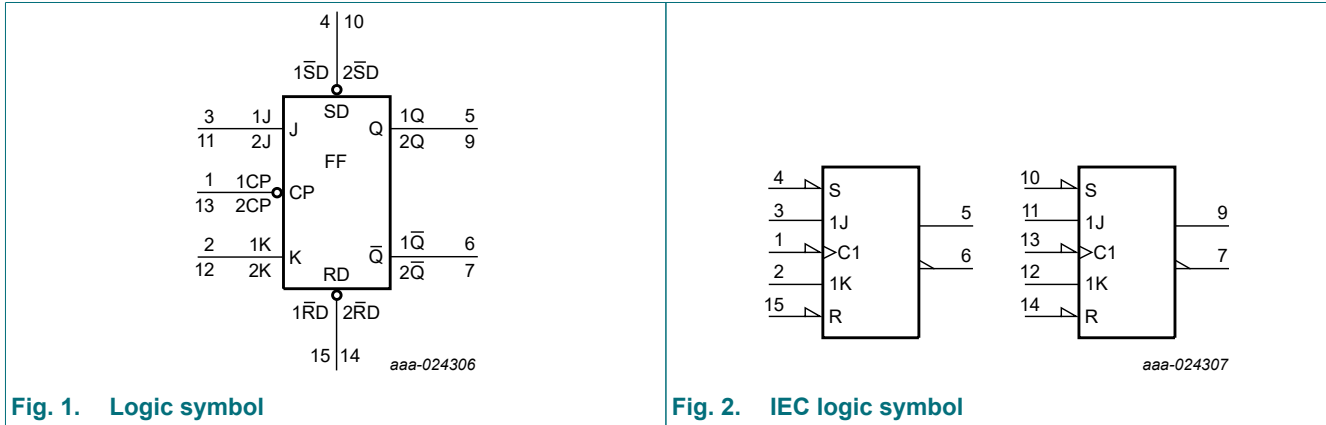 4 10
1S̅D 2S̅D
SD
3 1J J Q 1Q 5
11 2J 2Q 9
FF
1 1CP CP
13 2CP
2 1K K Q̅ 1Q̅ 6
12 2K 2Q̅ 7
RD
1R̅D 2R̅D
15 14
aaa-024306
Fig. 1. Logic symbol
4 S
3 1J 5
1 C1 6
2 1K
15 R
10 S
11 1J 9
13 C1 7
12 1K
14 R
aaa-024307
Fig. 2. IEC logic symbol